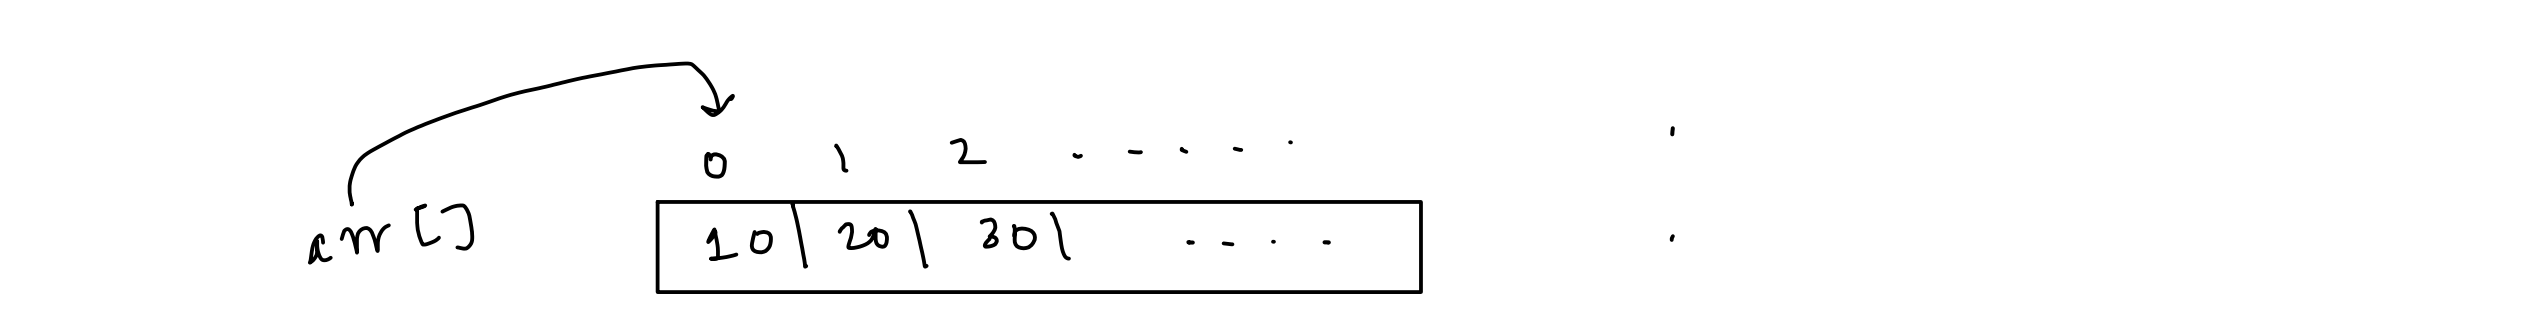 0 1 2 . - . - .
arr[] 10 | 20 | 30 | - - . -